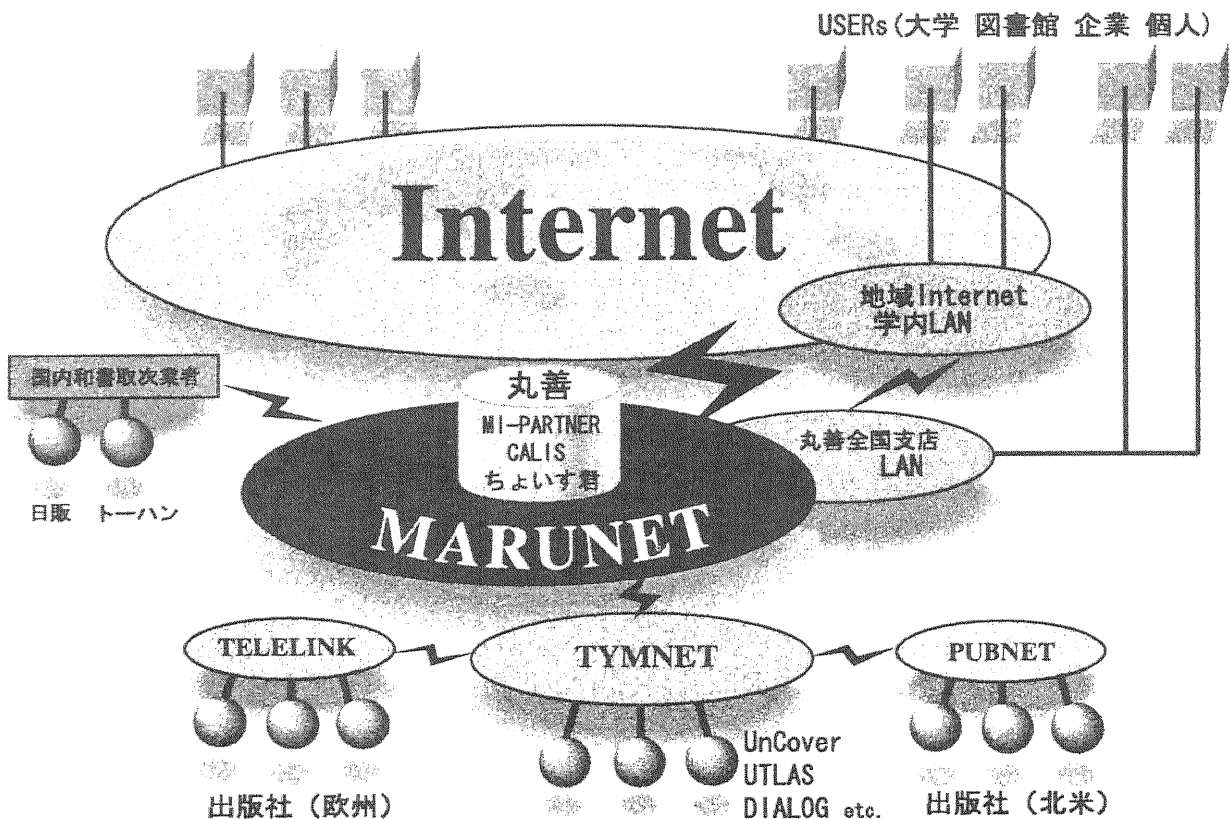 USERs(大学 図書館 企業 個人)
Internet
地域Internet
学内LAN
国内和書取次業者
丸善
MI-PARTNER
CALIS
ちょいす君
丸善全国支店
LAN
日販 トーハン
MARUNET
TELELINK
TYMNET
PUBNET
UnCover
UTLAS
DIALOG etc.
出版社(欧州)
出版社(北米)